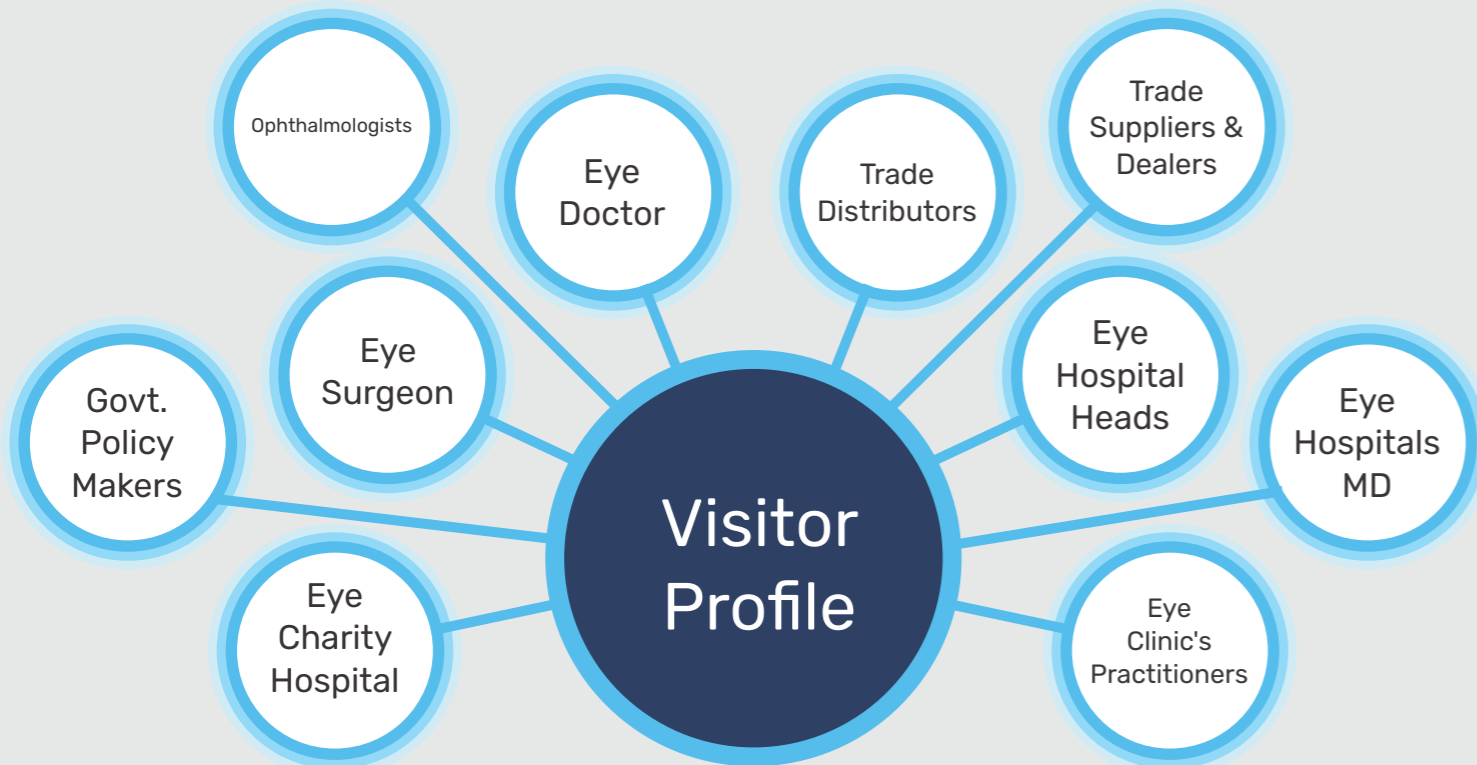 Ophthalmologists
Eye
Doctor
Trade
Distributors
Trade
Suppliers &
Dealers
Govt.
Policy
Makers
Eye
Surgeon
Eye
Hospital
Heads
Eye
Hospitals
MD
Visitor
Profile
Eye
Charity
Hospital
Eye
Clinic's
Practitioners